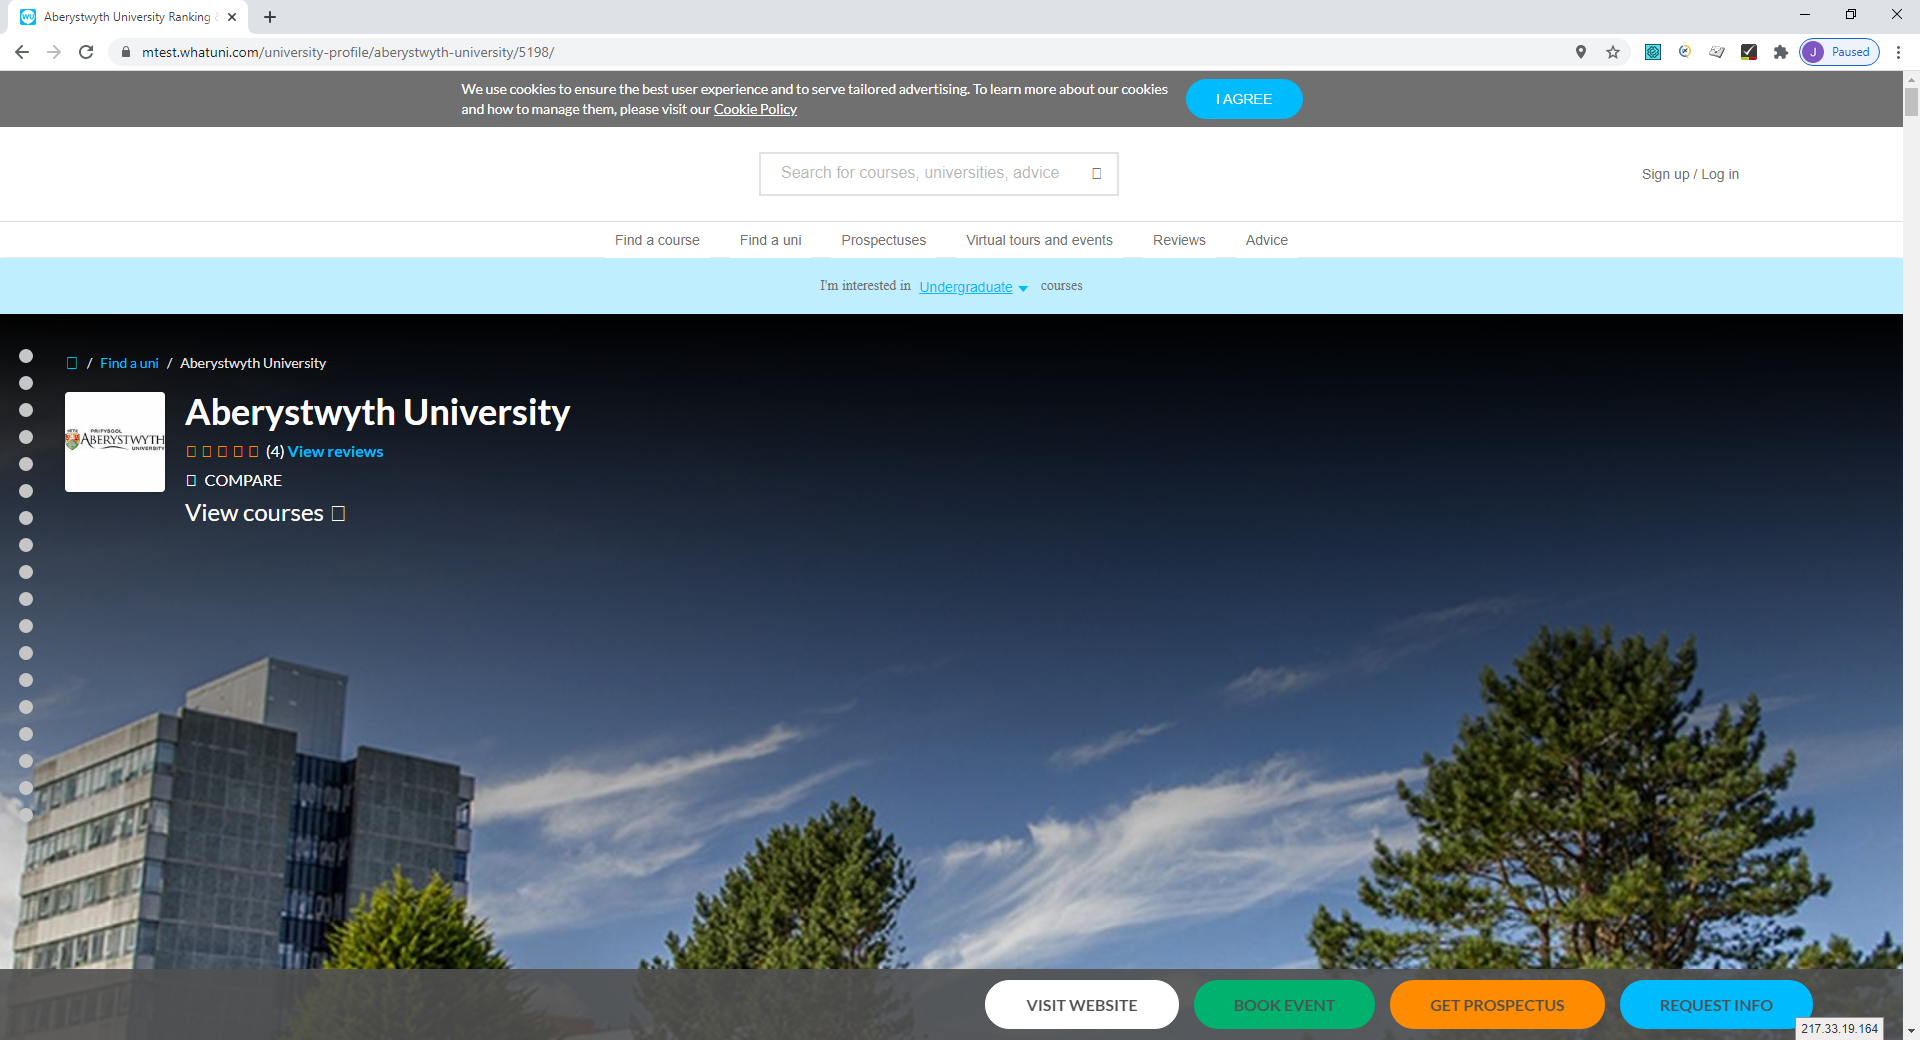 Aberystwyth University Ranking
mtest.whatuni.com/university-profile/aberystwyth-university/5198/
J Paused
We use cookies to ensure the best user experience and to serve tailored advertising. To learn more about our cookies
and how to manage them, please visit our Cookie Policy
I AGREE
Search for courses, universities, advice
Sign up / Log in
Find a course Find a uni Prospectuses Virtual tours and events Reviews Advice
I'm interested in Undergraduate courses
/ Find a uni / Aberystwyth University
PRIFYSGOL
ABERYSTWYTH
UNIVERSITY
Aberystwyth University
(4) View reviews
COMPARE
View courses
VISIT WEBSITE BOOK EVENT GET PROSPECTUS REQUEST INFO
217.33.19.164